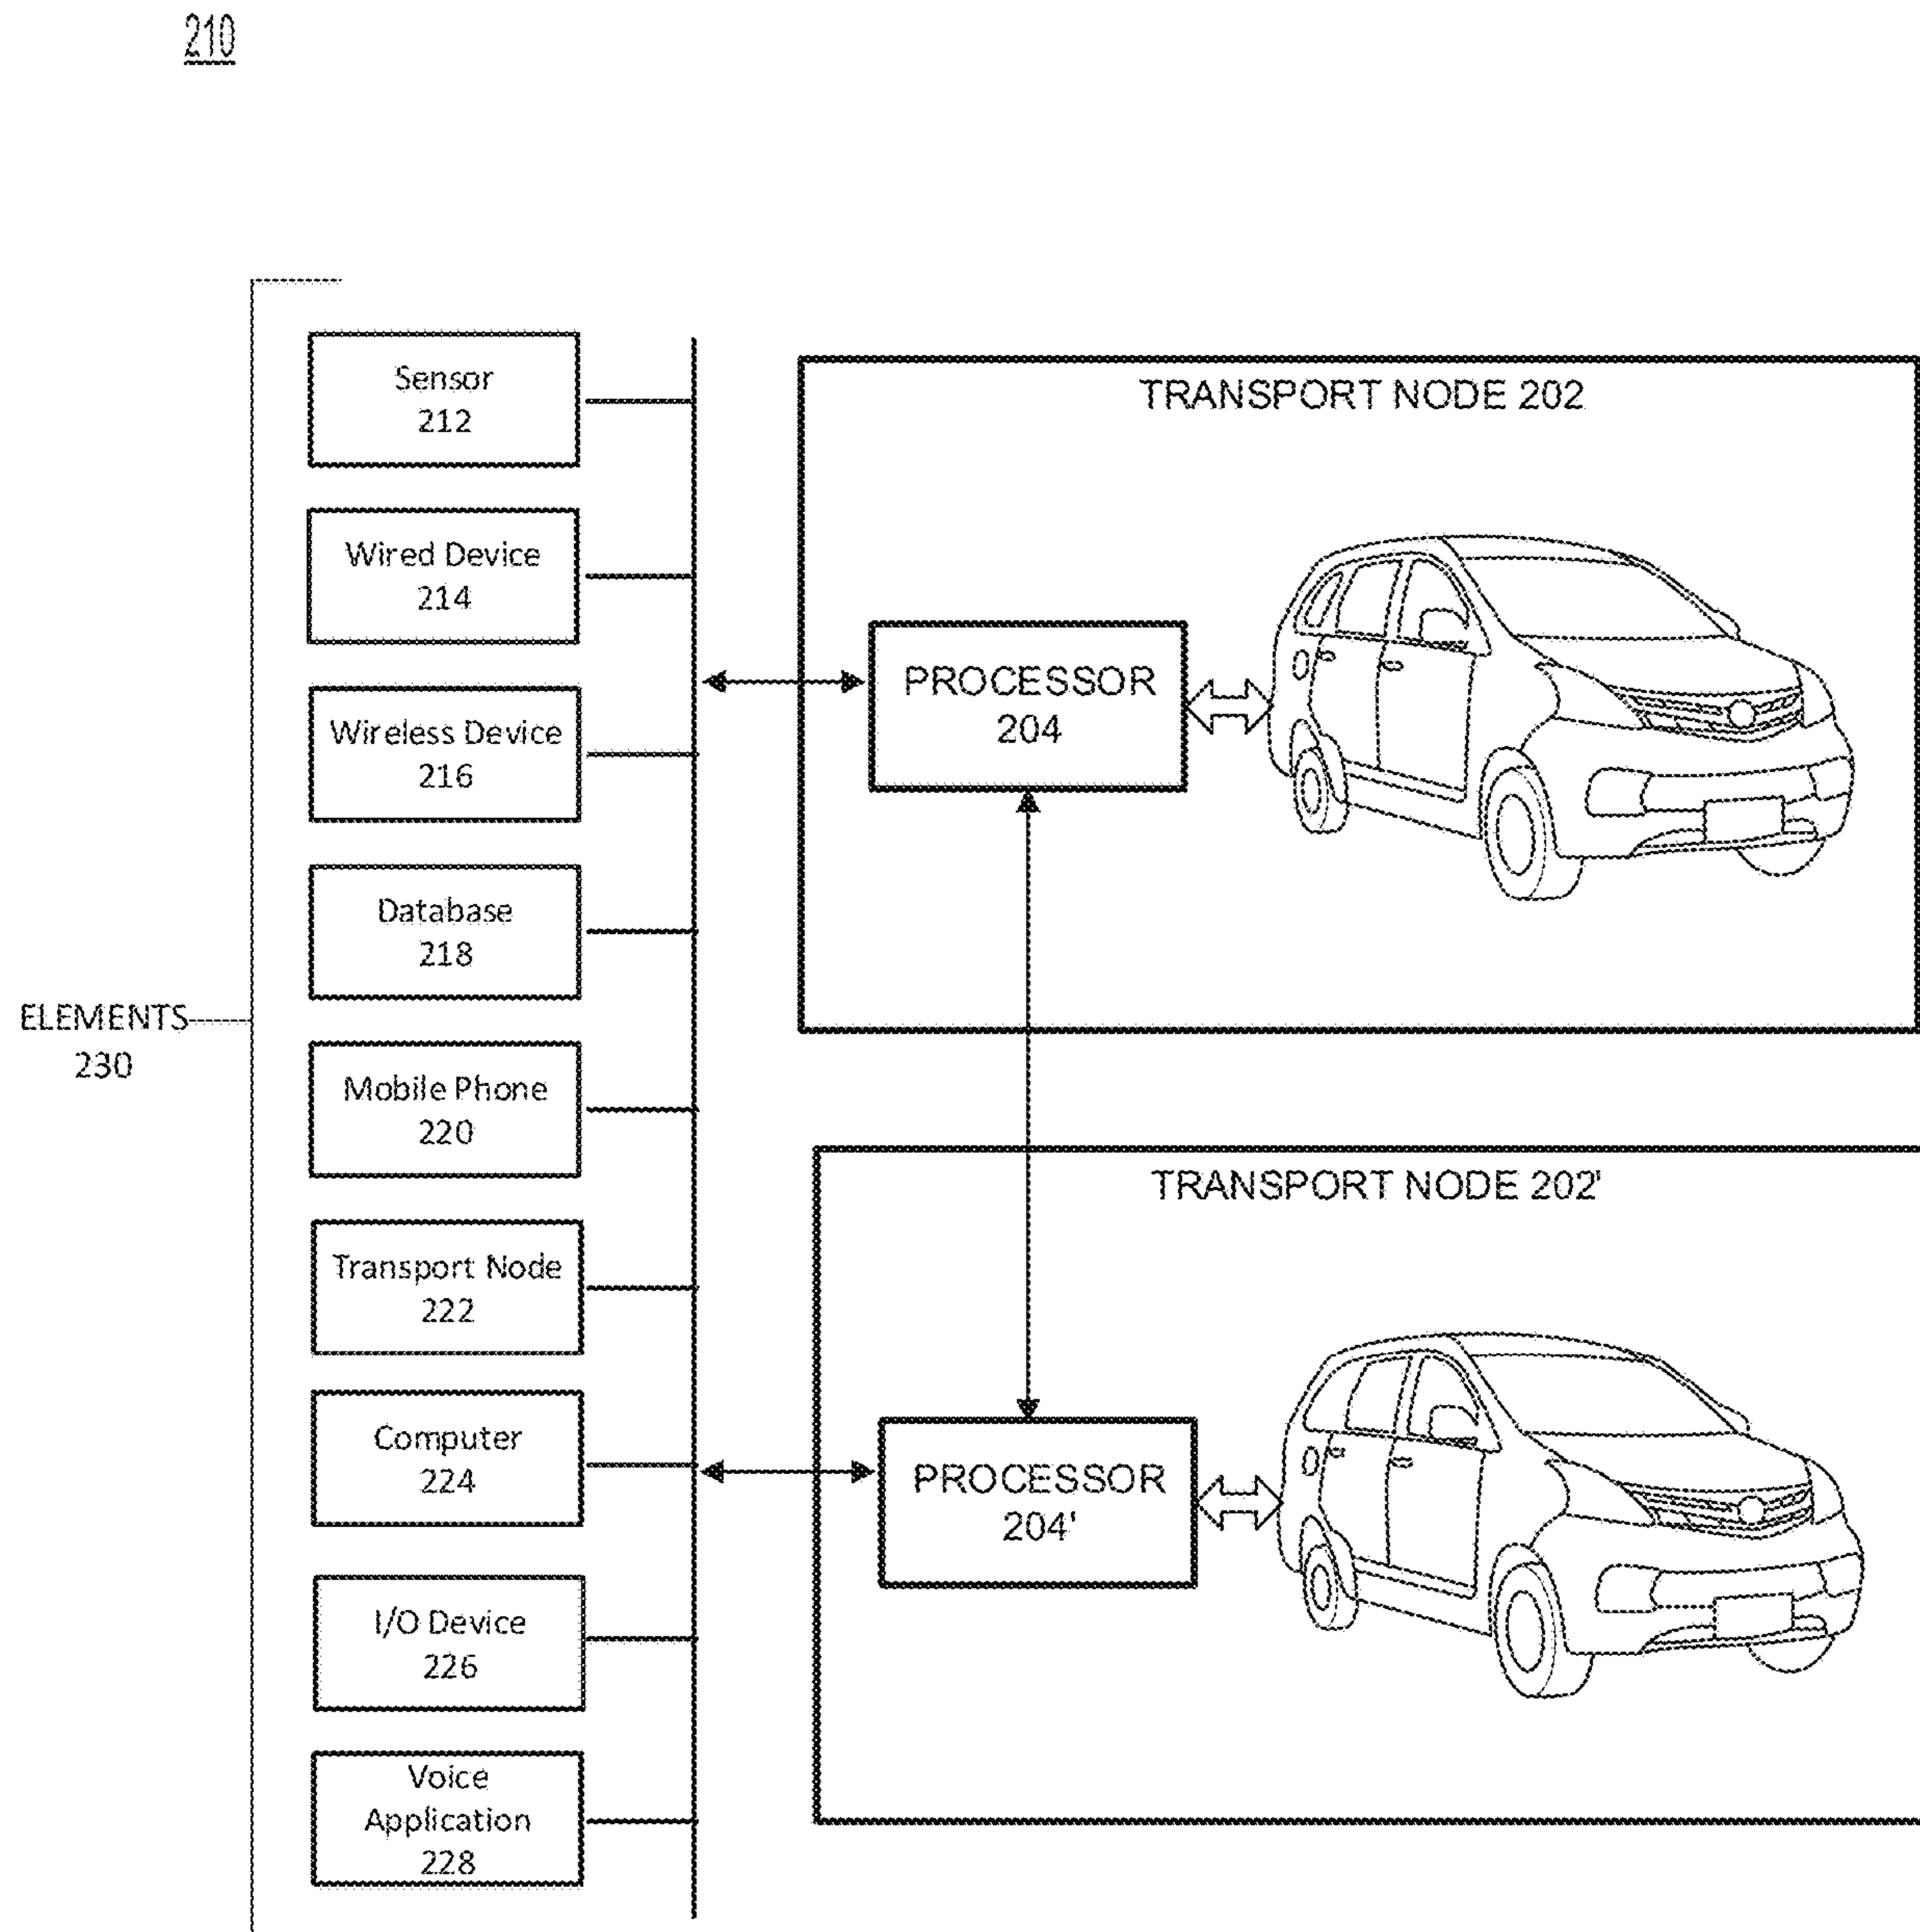 210
Sensor
212
Wired Device
214
Wireless Device
216
Database
218
ELEMENTS
230
Mobile Phone
220
Transport Node
222
Computer
224
I/O Device
226
Voice
Application
228
TRANSPORT NODE 202
PROCESSOR
204
TRANSPORT NODE 202'
PROCESSOR
204'